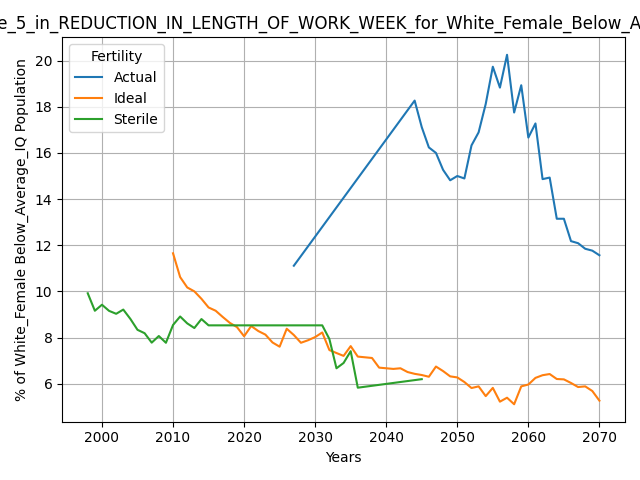 e_5_in_REDUCTION_IN_LENGTH_OF_WORK_WEEK_for_White_Female_Below_A
Fertility
Actual
Ideal
Sterile
% of White_Female Below_Average_IQ Population
20
18
16
14
12
10
8
6
2000 2010 2020 2030 2040 2050 2060 2070
Years